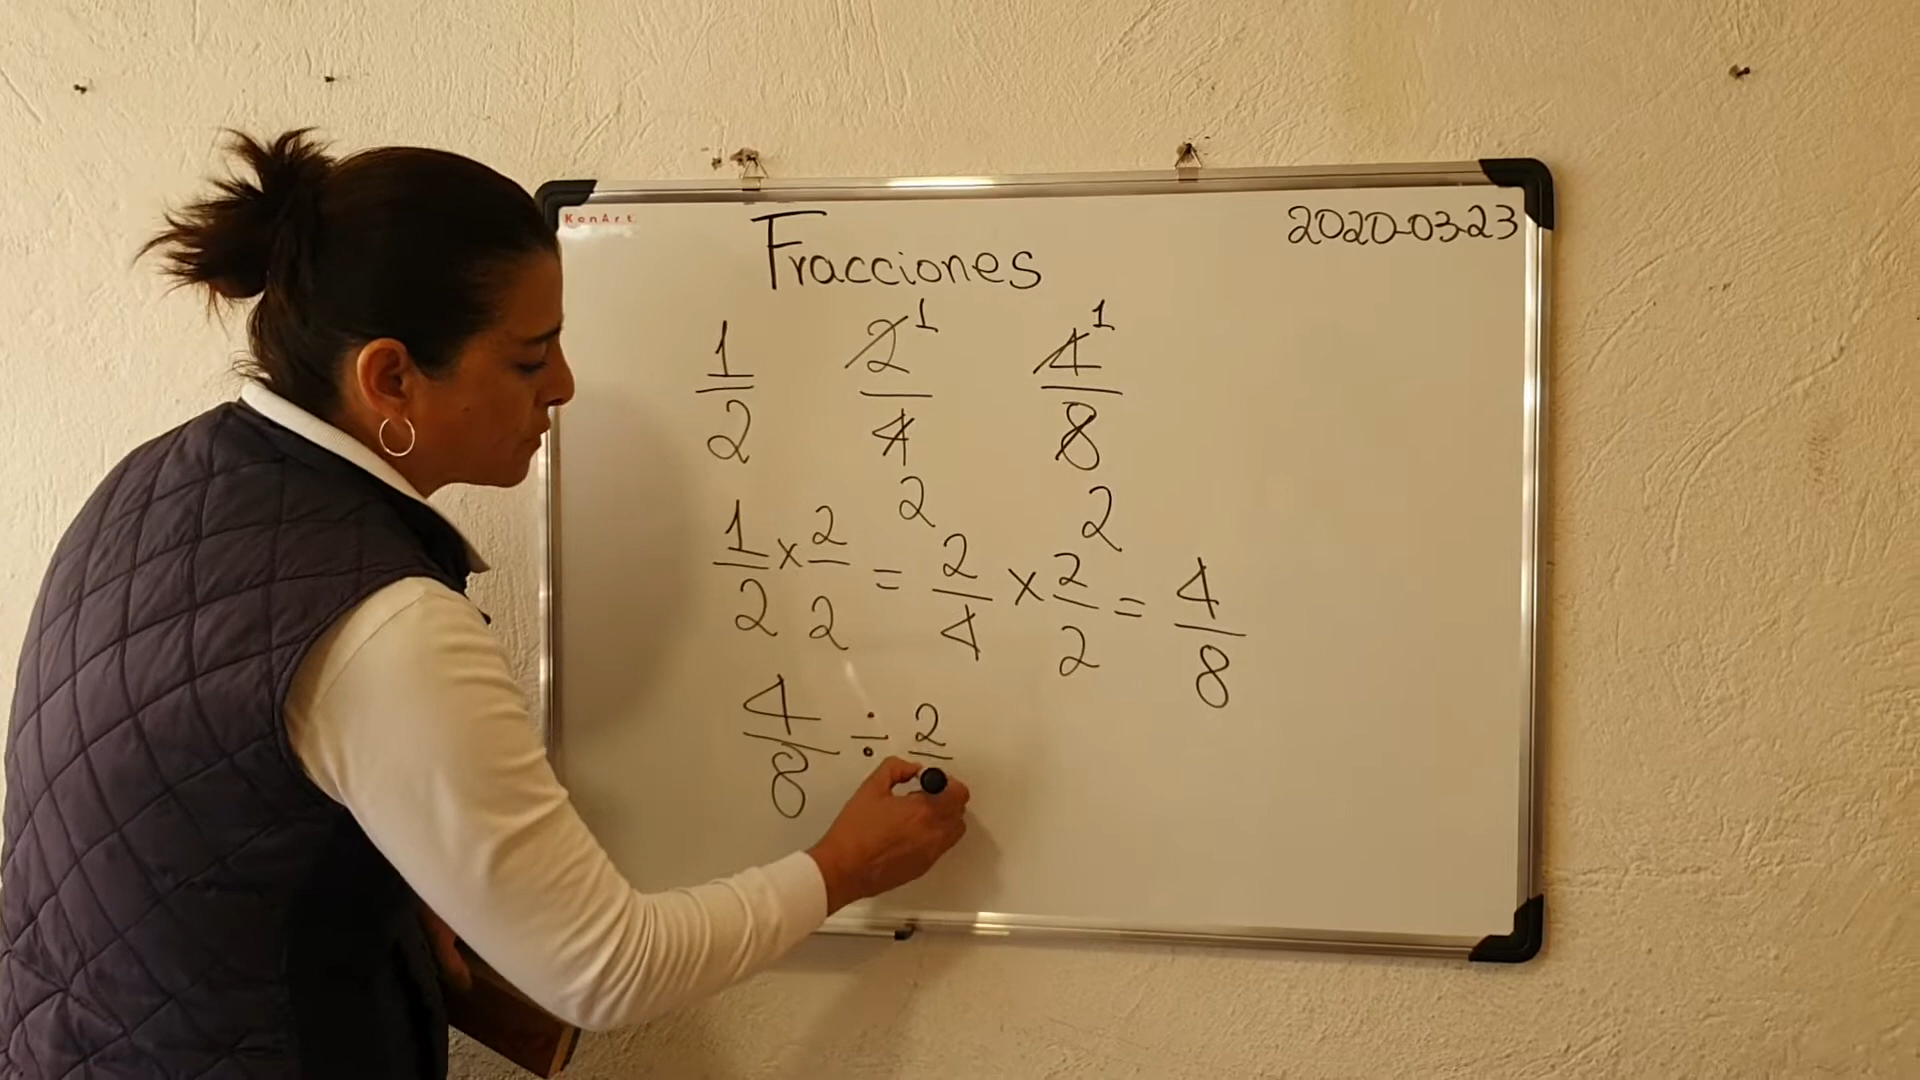 KenArt
Fracciones
2020-03-23
1/2 2/4 1 2 4/8 1 2
1/2 x 2/2 = 2/4 x 2/2 = 4/8
4/8 ÷ 2